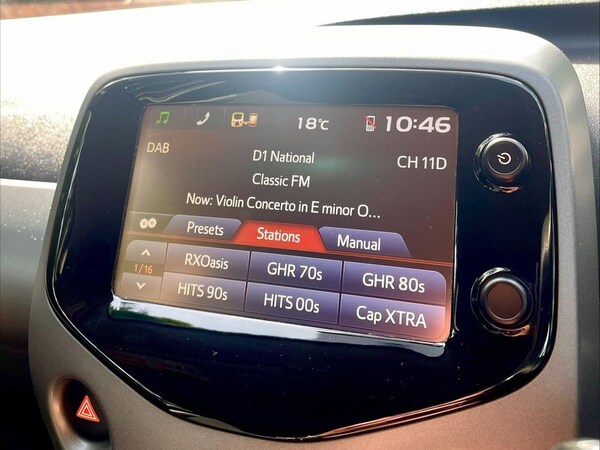 18°C 10:46
DAB D1 National CH 11D
Classic FM
Now: Violin Concerto in E minor O...
Presets Stations Manual
RXOasis GHR 70s GHR 80s
1/16
HITS 90s HITS 00s Cap XTRA